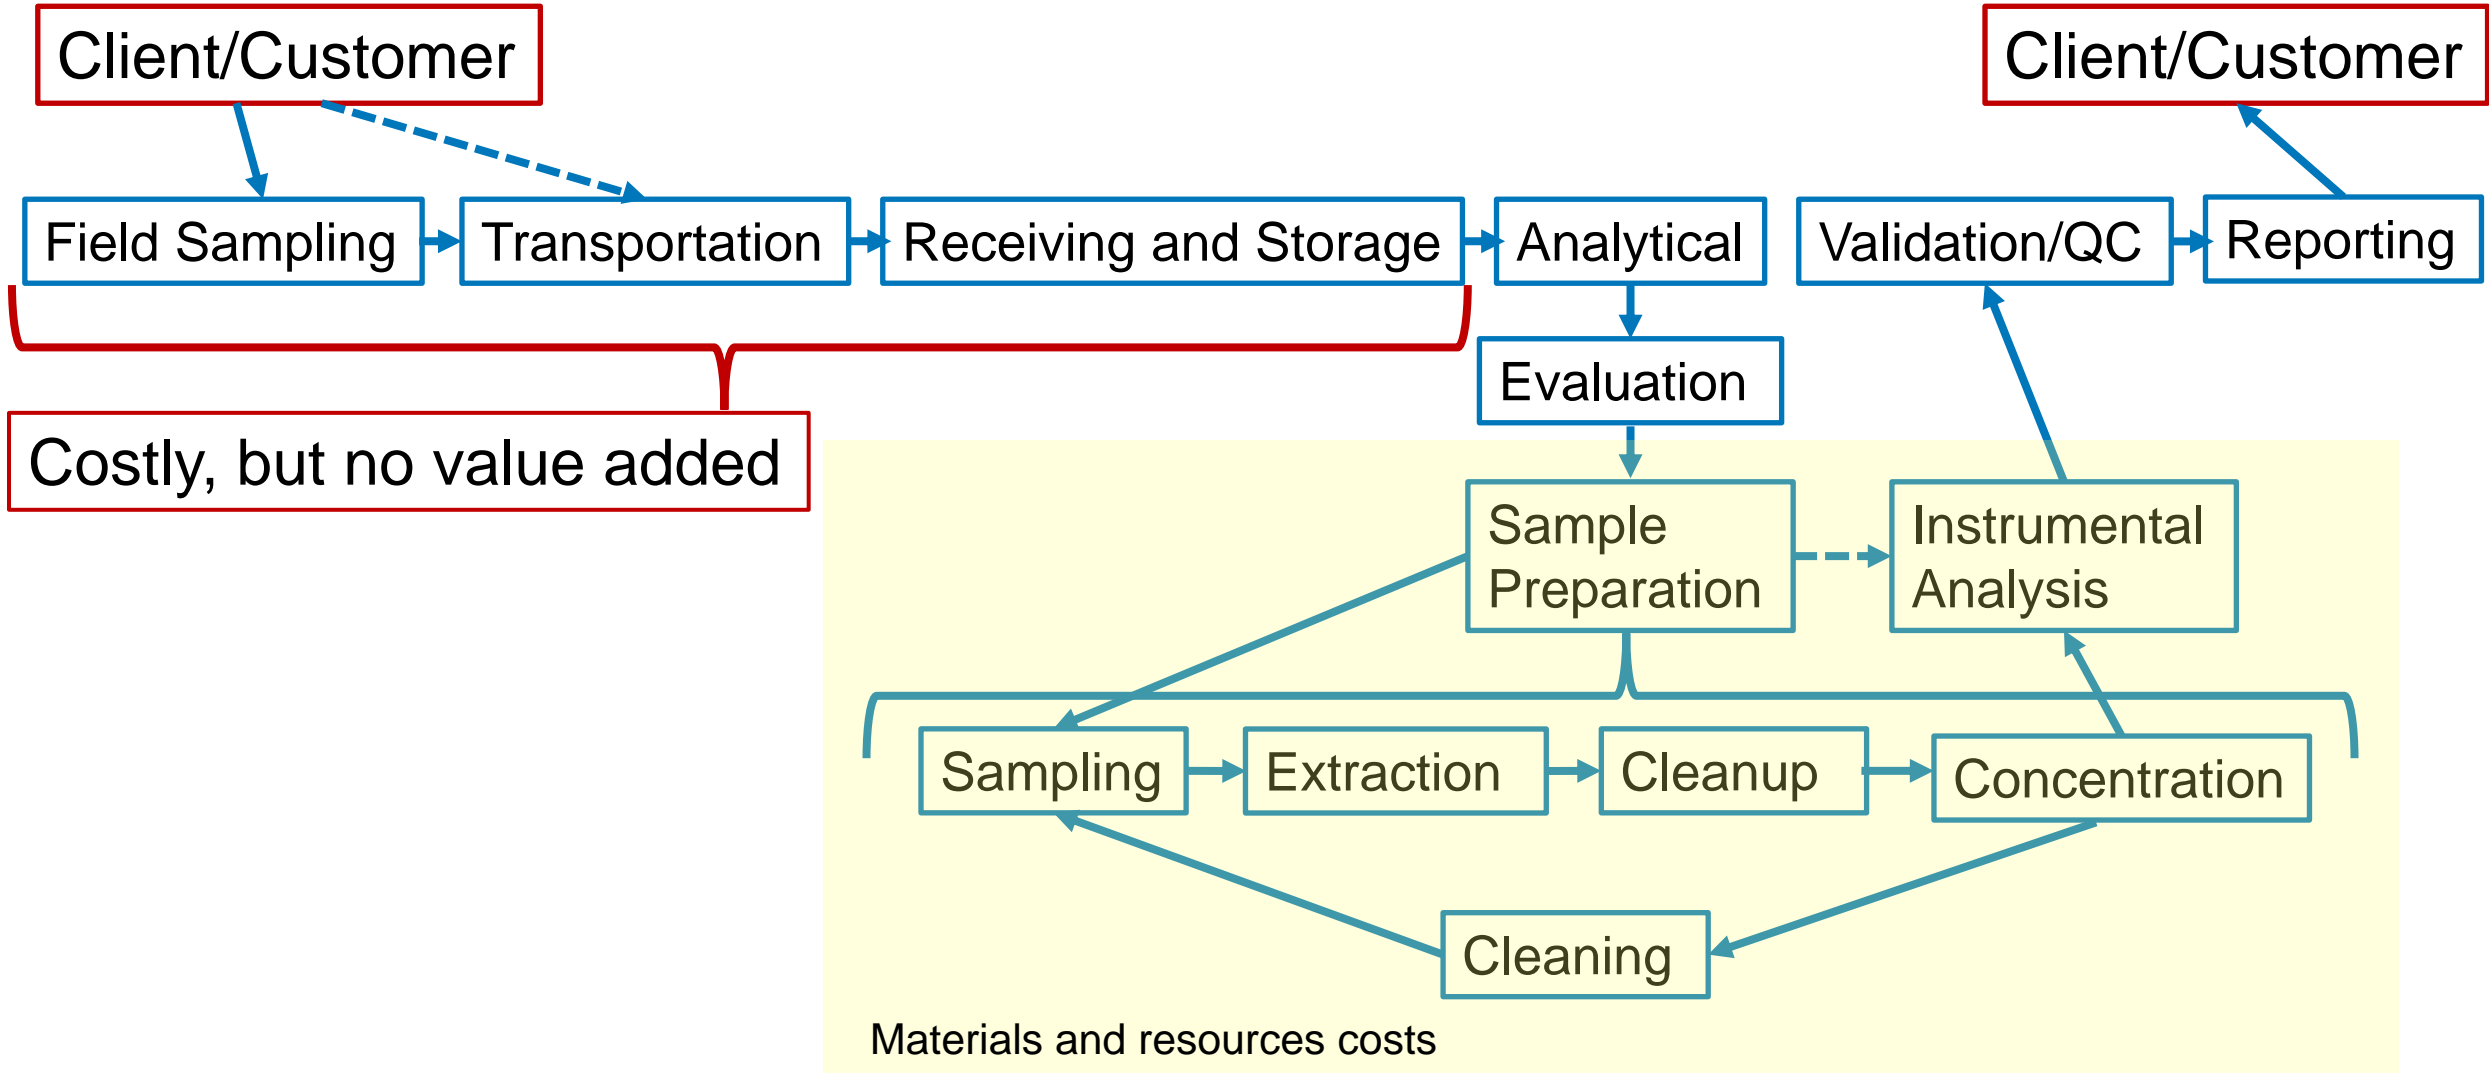 Client/Customer
Client/Customer
Field Sampling
Transportation
Receiving and Storage
Analytical
Validation/QC
Reporting
Evaluation
Costly, but no value added
Sample
Preparation
Instrumental
Analysis
Sampling
Extraction
Cleanup
Concentration
Cleaning
Materials and resources costs